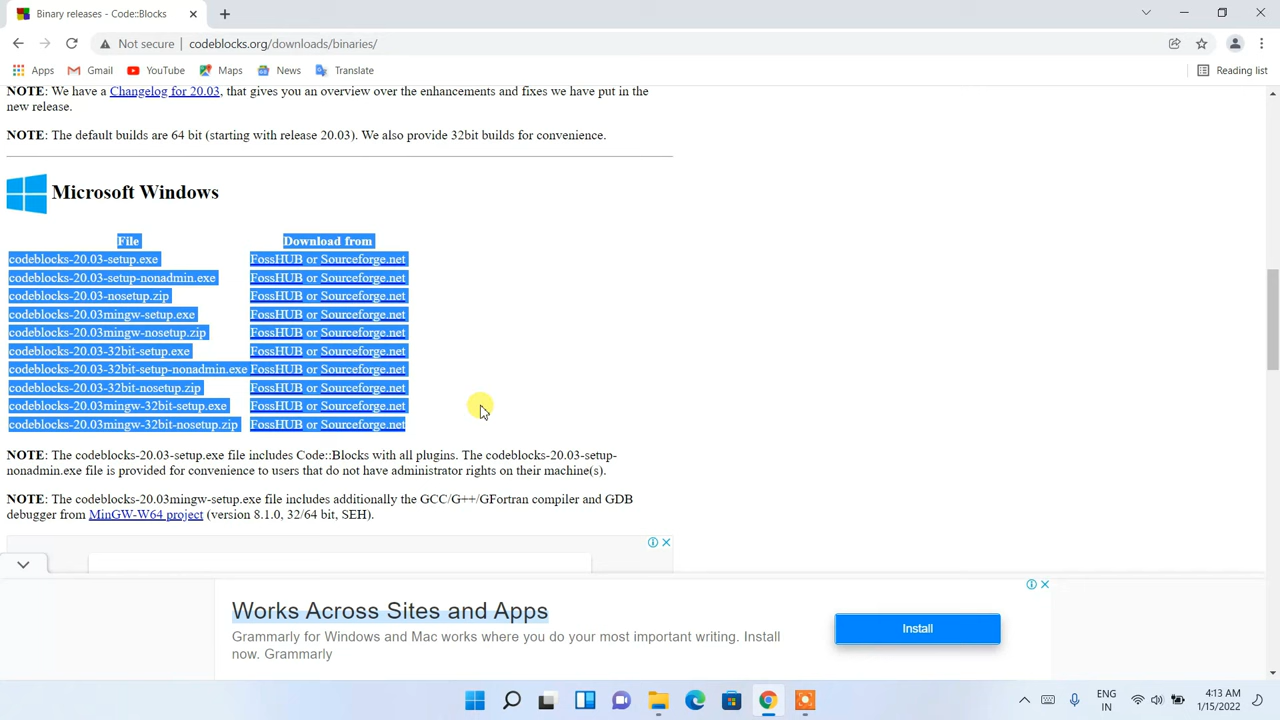 Binary releases - Code::Blocks
Not secure | codeblocks.org/downloads/binaries/
Apps Gmail YouTube Maps News Translate Reading list
NOTE: We have a Changelog for 20.03, that gives you an overview over the enhancements and fixes we have put in the
new release.
NOTE: The default builds are 64 bit (starting with release 20.03). We also provide 32bit builds for convenience.
Microsoft Windows
File Download from
codeblocks-20.03-setup.exe FossHUB or Sourceforge.net
codeblocks-20.03-setup-nonadmin.exe FossHUB or Sourceforge.net
codeblocks-20.03-nosetup.zip FossHUB or Sourceforge.net
codeblocks-20.03mingw-setup.exe FossHUB or Sourceforge.net
codeblocks-20.03mingw-nosetup.zip FossHUB or Sourceforge.net
codeblocks-20.03-32bit-setup.exe FossHUB or Sourceforge.net
codeblocks-20.03-32bit-setup-nonadmin.exe FossHUB or Sourceforge.net
codeblocks-20.03-32bit-nosetup.zip FossHUB or Sourceforge.net
codeblocks-20.03mingw-32bit-setup.exe FossHUB or Sourceforge.net
codeblocks-20.03mingw-32bit-nosetup.zip FossHUB or Sourceforge.net
NOTE: The codeblocks-20.03-setup.exe file includes Code::Blocks with all plugins. The codeblocks-20.03-setup-
nonadmin.exe file is provided for convenience to users that do not have administrator rights on their machine(s).
NOTE: The codeblocks-20.03mingw-setup.exe file includes additionally the GCC/G++/GFortran compiler and GDB
debugger from MinGW-W64 project (version 8.1.0, 32/64 bit, SEH).
Works Across Sites and Apps
Grammarly for Windows and Mac works where you do your most important writing. Install
now. Grammarly
Install
ENG
IN
4:13 AM
1/15/2022